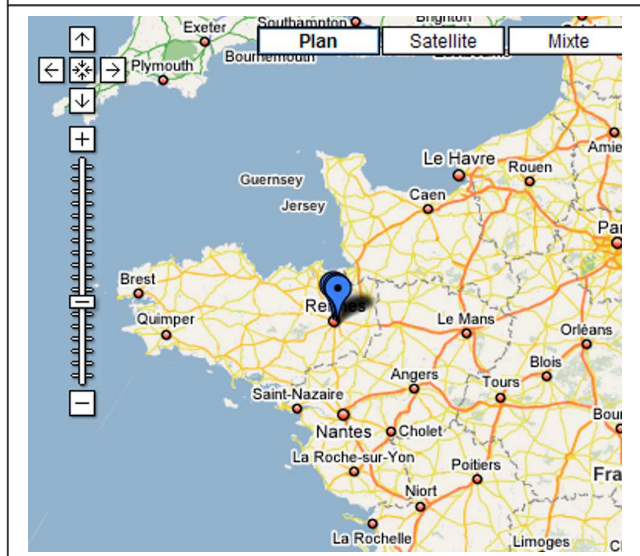 Southampton
Brighton
Exeter
Plan
Satellite
Mixte
Bournemouth
Plymouth
Amie
Le Havre
Rouen
Guernsey
Caen
Jersey
Par
Brest
Rennes
Quimper
Le Mans
Orléans
Blois
Angers
Tours
Saint-Nazaire
Bour
Nantes
Cholet
La Roche-sur-Yon
Poitiers
Fra
Niort
La Rochelle
Limoges